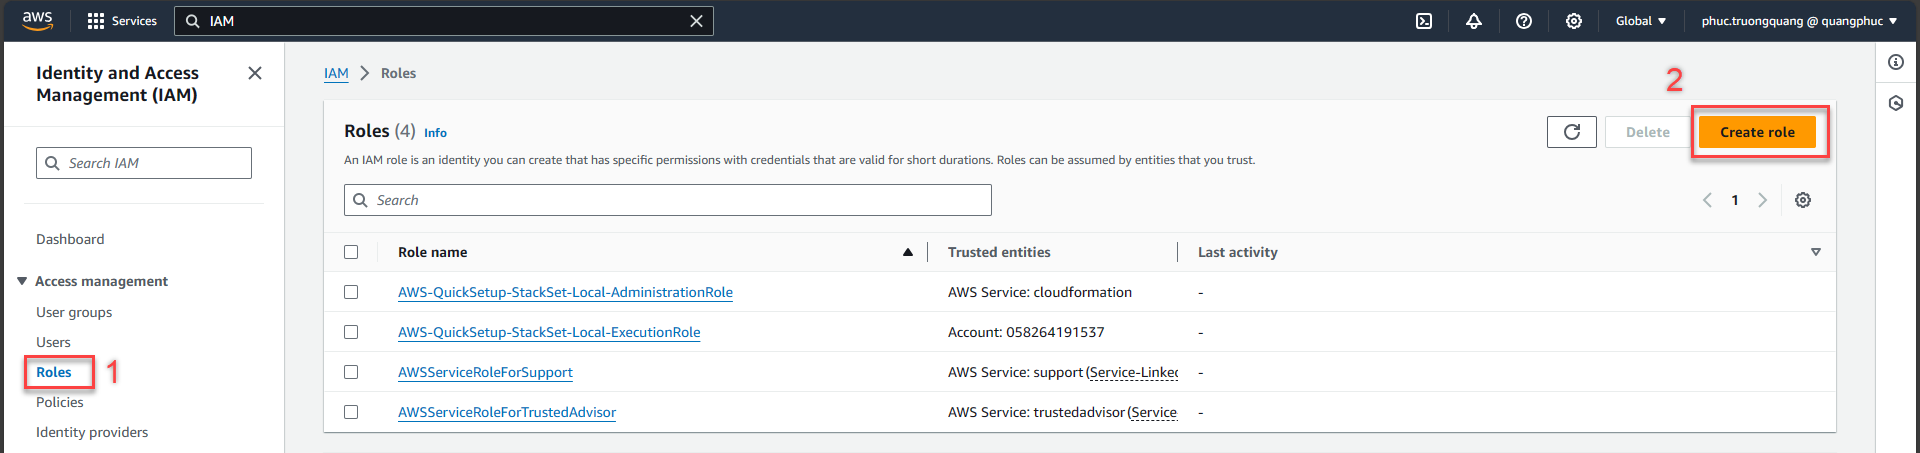 aws
Services
IAM
Global
phuc.truongquang @ quangphuc
Identity and Access
Management (IAM)
Search IAM
Dashboard
Access management
User groups
Users
Roles
1
Policies
Identity providers
IAM
Roles
2
Roles (4) Info
Delete
Create role
An IAM role is an identity you can create that has specific permissions with credentials that are valid for short durations. Roles can be assumed by entities that you trust.
Search
1
Role name
Trusted entities
Last activity
AWS-QuickSetup-StackSet-Local-AdministrationRole
AWS Service: cloudformation
-
AWS-QuickSetup-StackSet-Local-ExecutionRole
Account: 058264191537
-
AWSServiceRoleForSupport
AWS Service: support (Service-Linked
-
AWSServiceRoleForTrustedAdvisor
AWS Service: trustedadvisor (Service
-